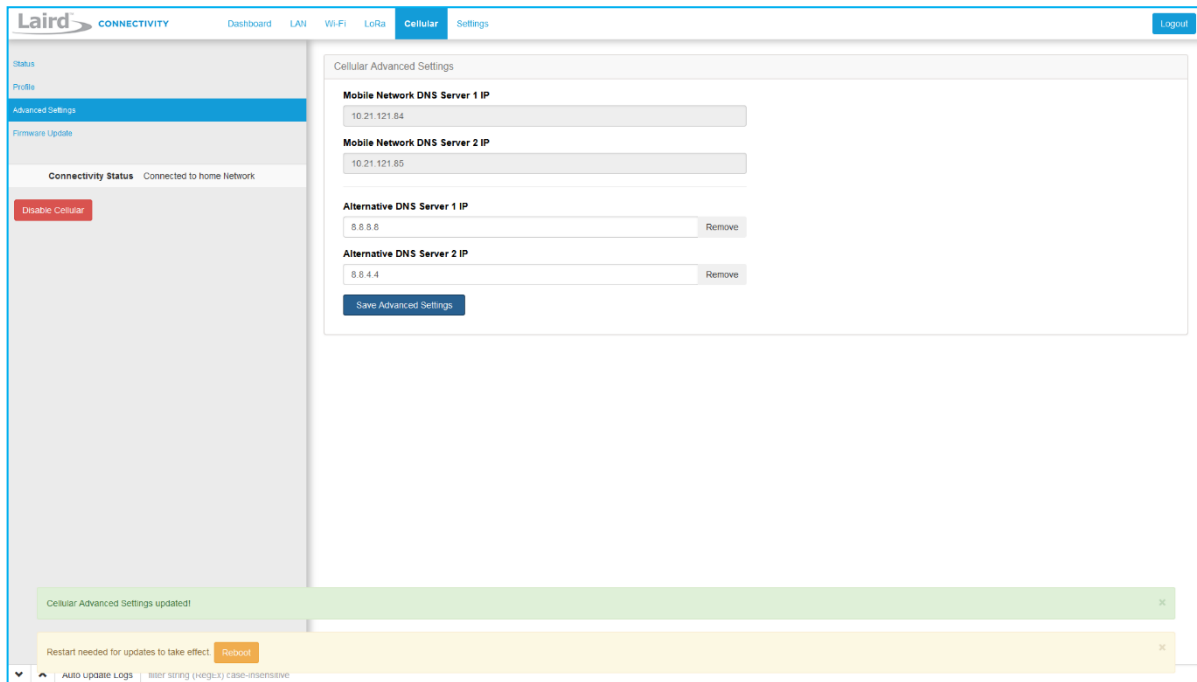 Laird™ CONNECTIVITY
Dashboard LAN Wi-Fi LoRa Cellular Settings
Logout
Status
Profile
Advanced Settings
Firmware Update
Connectivity Status Connected to home Network
Disable Cellular
Cellular Advanced Settings
Mobile Network DNS Server 1 IP
10.21.121.84
Mobile Network DNS Server 2 IP
10.21.121.85
Alternative DNS Server 1 IP
8.8.8.8 Remove
Alternative DNS Server 2 IP
8.8.4.4 Remove
Save Advanced Settings
Cellular Advanced Settings updated! ×
Restart needed for updates to take effect. Reboot ×
Auto Update Logs filter string (RegEx) case-insensitive